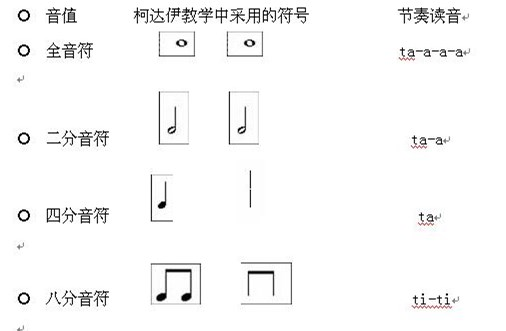 音值 柯达伊教学中采用的符号 节奏读音
全音符 ta-a-a-a
二分音符 ta-a
四分音符 ta
八分音符 ti-ti